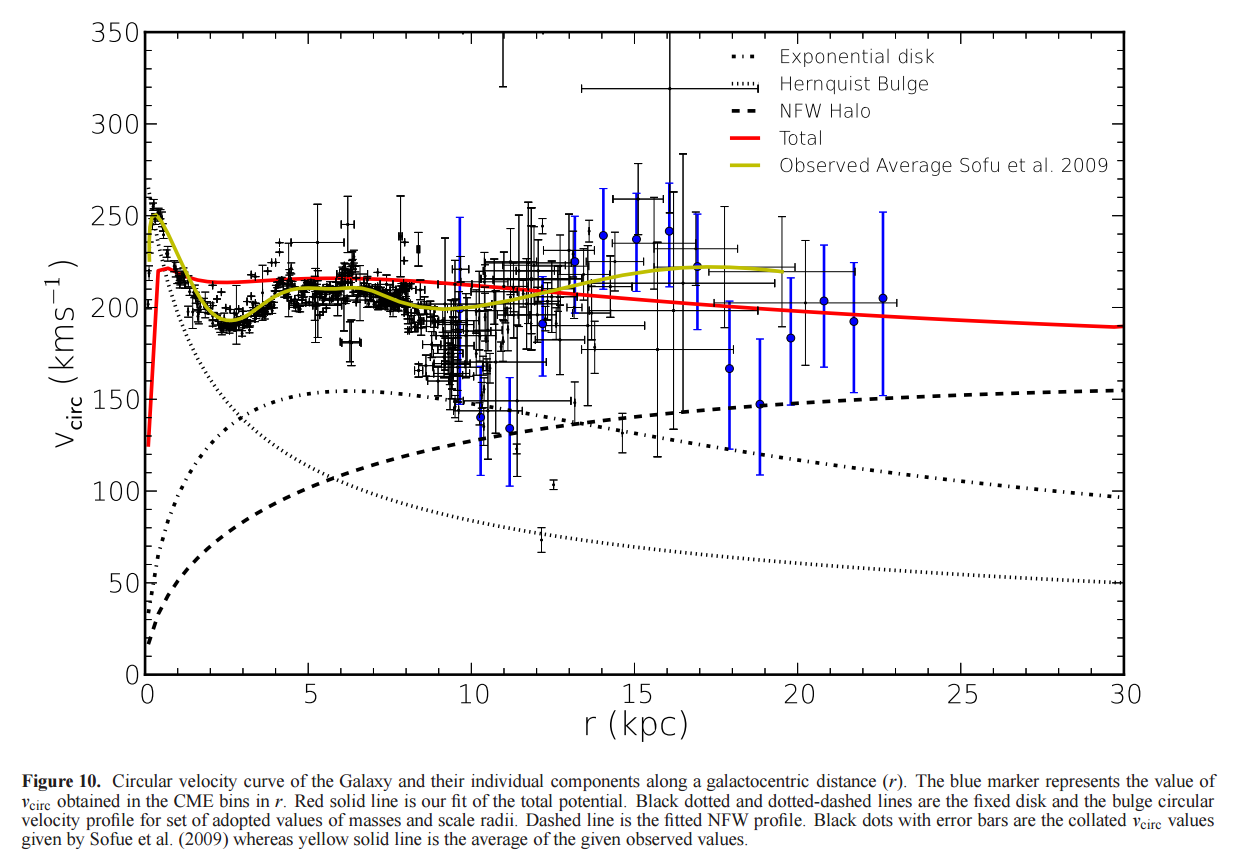 350
300
250
200
150
100
50
0
v_circ (kms⁻¹)
Exponential disk
Hernquist Bulge
NFW Halo
Total
Observed Average Sofu et al. 2009
0 5 10 15 20 25 30
r (kpc)
Figure 10. Circular velocity curve of the Galaxy and their individual components along a galactocentric distance (r). The blue marker represents the value of
v_circ obtained in the CME bins in r. Red solid line is our fit of the total potential. Black dotted and dotted-dashed lines are the fixed disk and the bulge circular
velocity profile for set of adopted values of masses and scale radii. Dashed line is the fitted NFW profile. Black dots with error bars are the collated v_circ values
given by Sofue et al. (2009) whereas yellow solid line is the average of the given observed values.